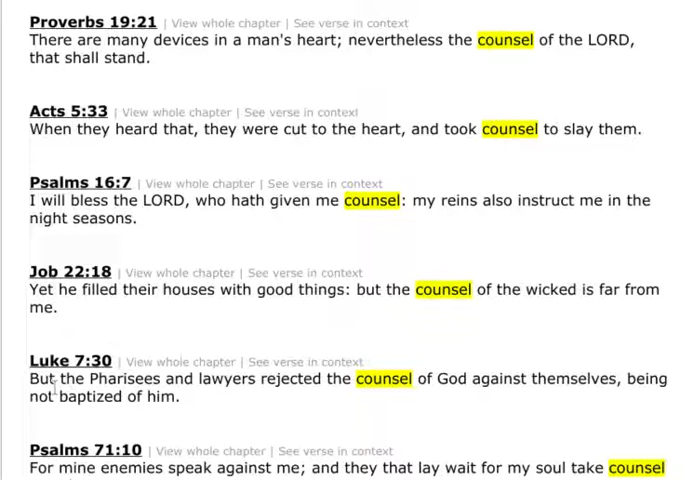 Proverbs 19:21 | View whole chapter | See verse in context
There are many devices in a man's heart; nevertheless the counsel of the LORD,
that shall stand.
Acts 5:33 | View whole chapter | See verse in context
When they heard that, they were cut to the heart, and took counsel to slay them.
Psalms 16:7 | View whole chapter | See verse in context
I will bless the LORD, who hath given me counsel: my reins also instruct me in the
night seasons.
Job 22:18 | View whole chapter | See verse in context
Yet he filled their houses with good things: but the counsel of the wicked is far from
me.
Luke 7:30 | View whole chapter | See verse in context
But the Pharisees and lawyers rejected the counsel of God against themselves, being
not baptized of him.
Psalms 71:10 | View whole chapter | See verse in context
For mine enemies speak against me; and they that lay wait for my soul take counsel